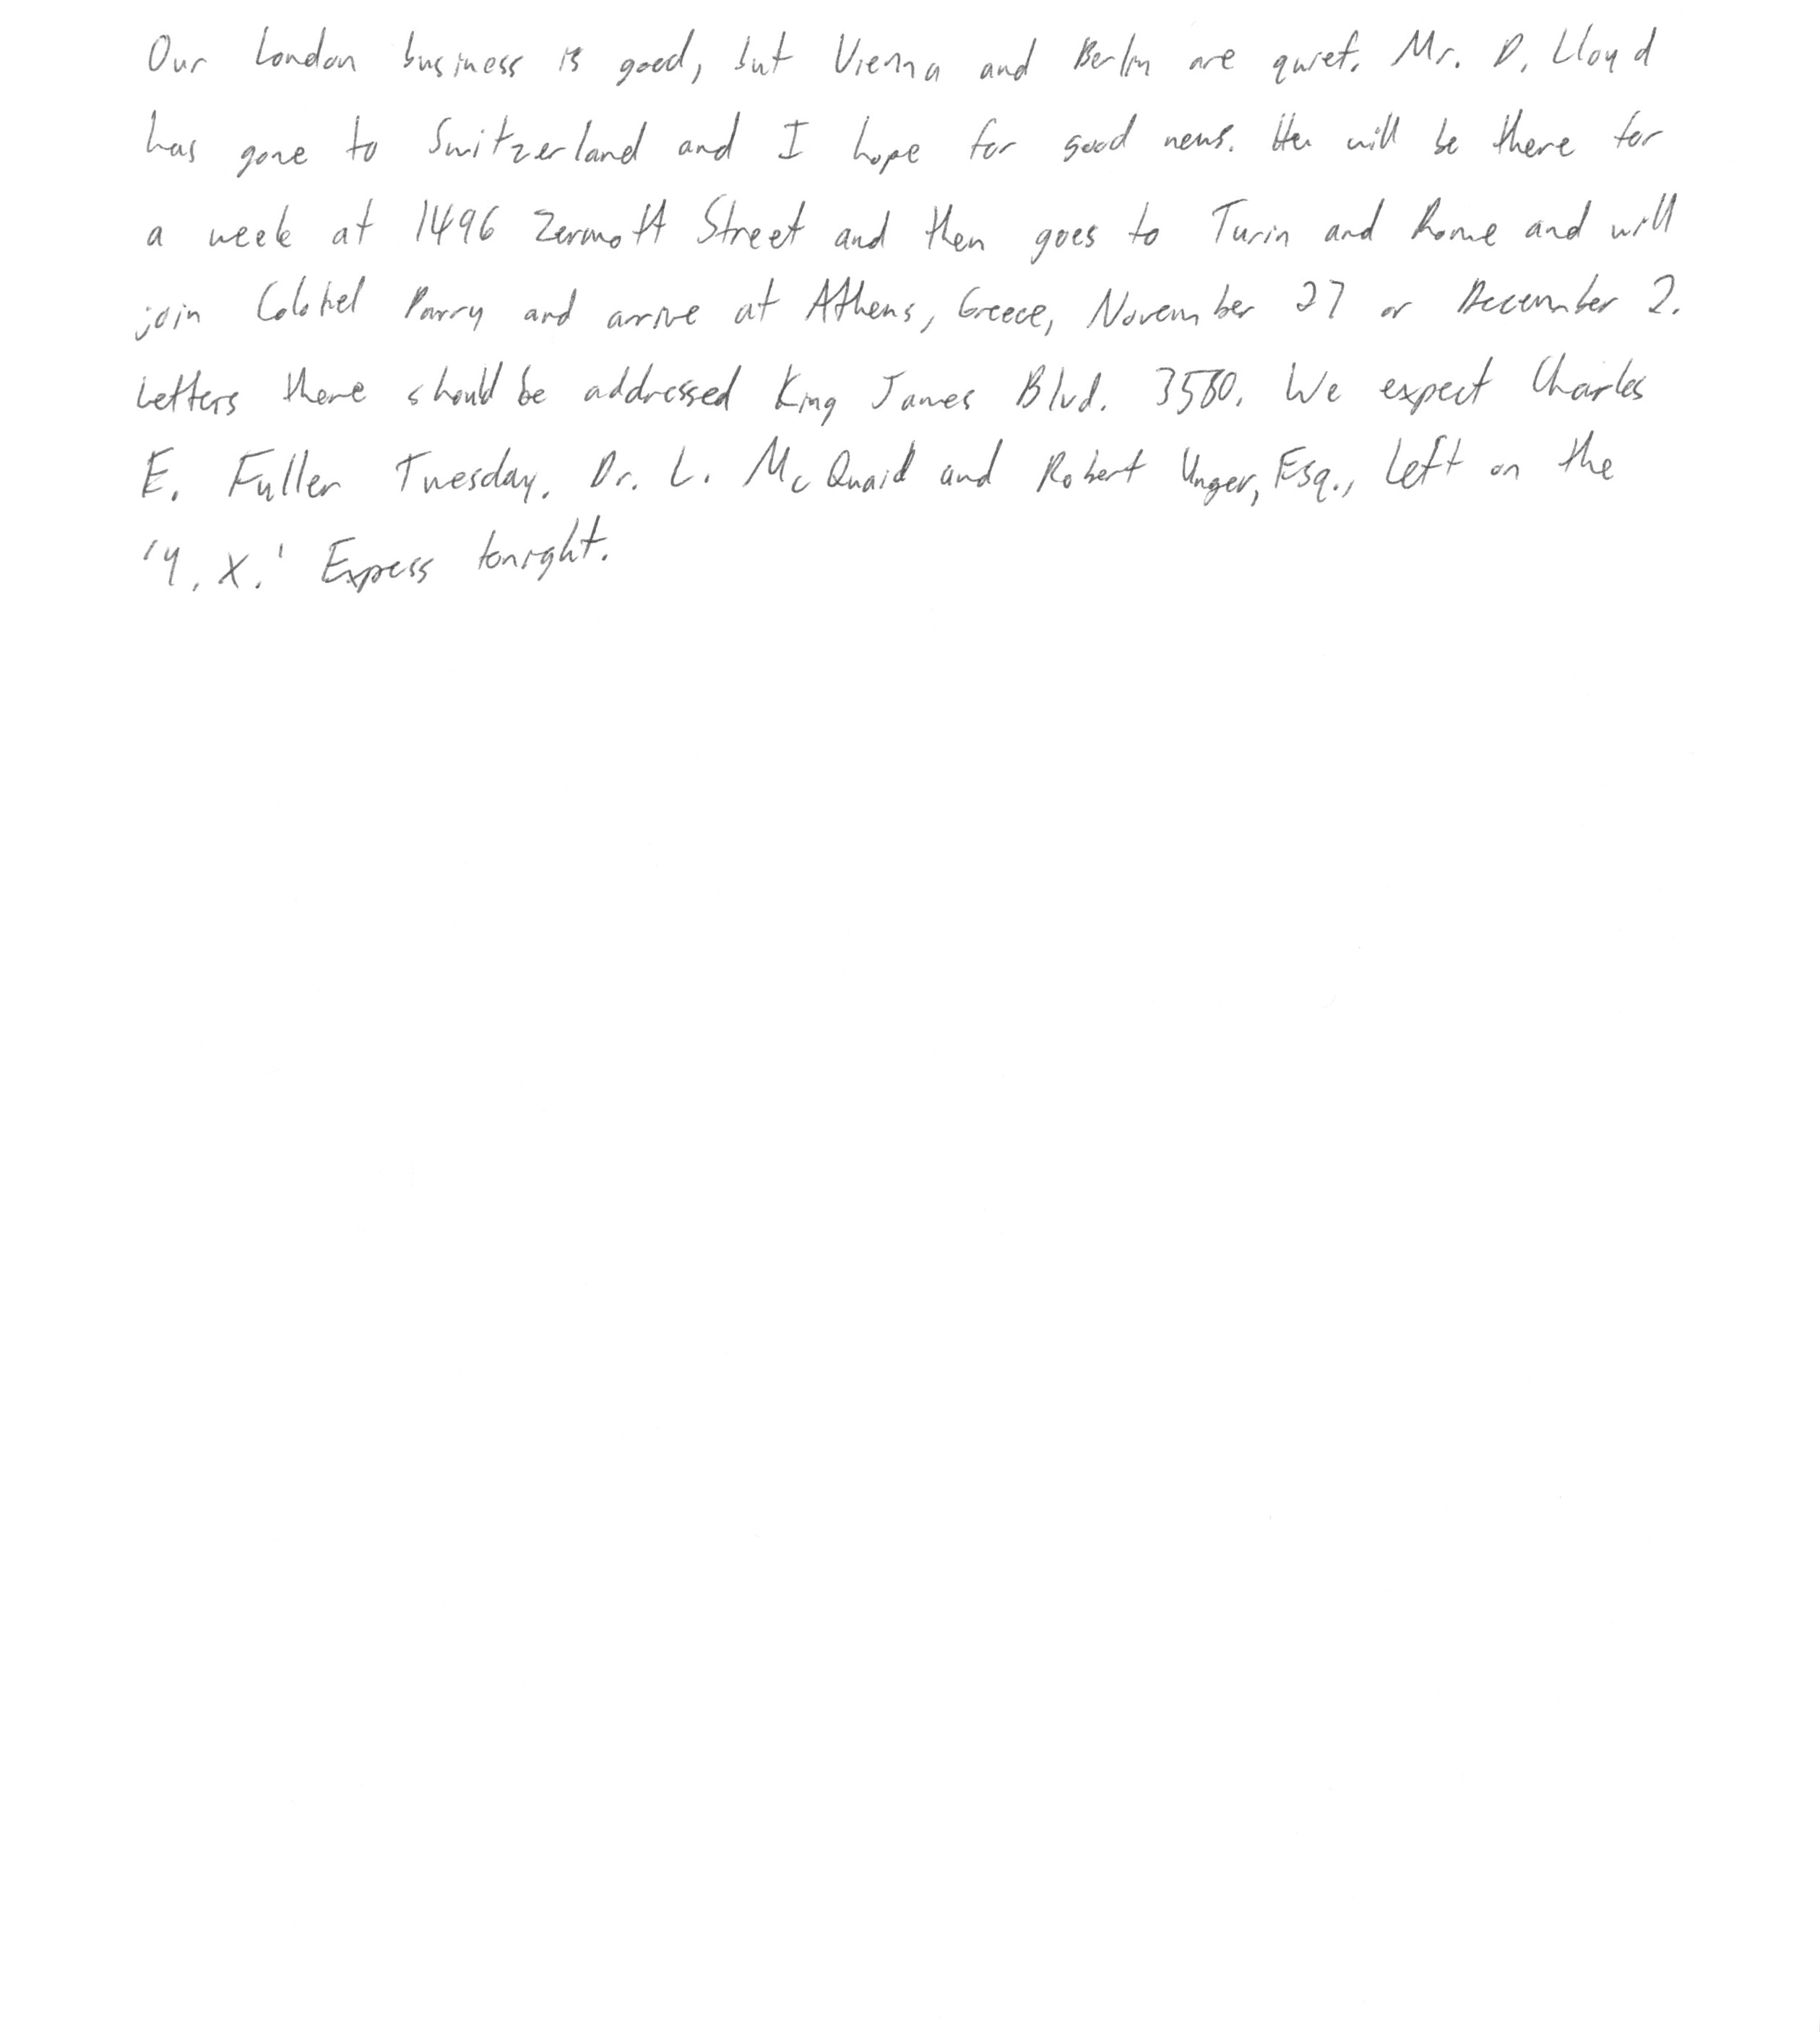 Our London business is good, but Vienna and Berlin are quiet. Mr. D. Lloyd
has gone to Switzerland and I hope for good news. He will be there for
a week at 1496 Zermott Street and then goes to Turin and Rome and will
join Colonel Parry and arrive at Athens, Greece, November 27 or December 2.
Letters there should be addressed King James Blvd. 3580. We expect Charles
E. Fuller Tuesday. Dr. L. McQuaid and Robert Unger, Esq., left on the
'Y. X.' Express tonight.